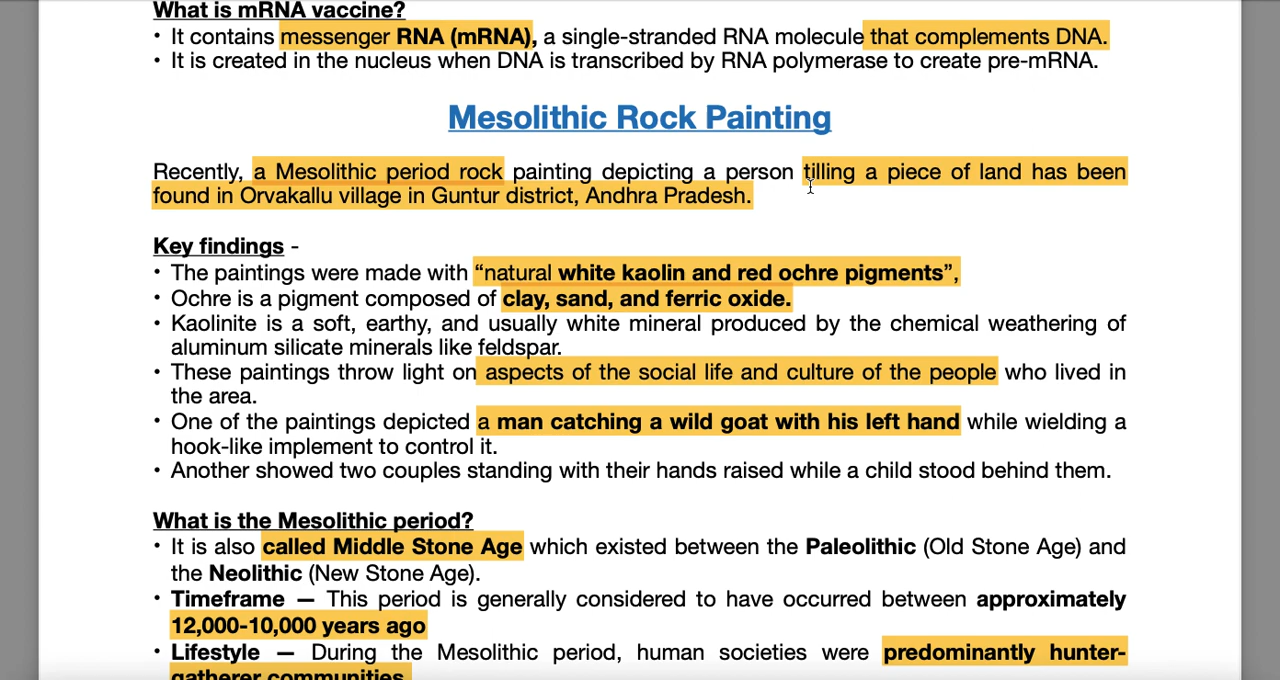 What is mRNA vaccine?
• It contains messenger RNA (mRNA), a single-stranded RNA molecule that complements DNA.
• It is created in the nucleus when DNA is transcribed by RNA polymerase to create pre-mRNA.
Mesolithic Rock Painting
Recently, a Mesolithic period rock painting depicting a person tilling a piece of land has been
found in Orvakallu village in Guntur district, Andhra Pradesh.
Key findings -
• The paintings were made with “natural white kaolin and red ochre pigments”,
• Ochre is a pigment composed of clay, sand, and ferric oxide.
• Kaolinite is a soft, earthy, and usually white mineral produced by the chemical weathering of
aluminum silicate minerals like feldspar.
• These paintings throw light on aspects of the social life and culture of the people who lived in
the area.
• One of the paintings depicted a man catching a wild goat with his left hand while wielding a
hook-like implement to control it.
• Another showed two couples standing with their hands raised while a child stood behind them.
What is the Mesolithic period?
• It is also called Middle Stone Age which existed between the Paleolithic (Old Stone Age) and
the Neolithic (New Stone Age).
• Timeframe — This period is generally considered to have occurred between approximately
12,000-10,000 years ago
• Lifestyle — During the Mesolithic period, human societies were predominantly hunter-
gatherer communities.